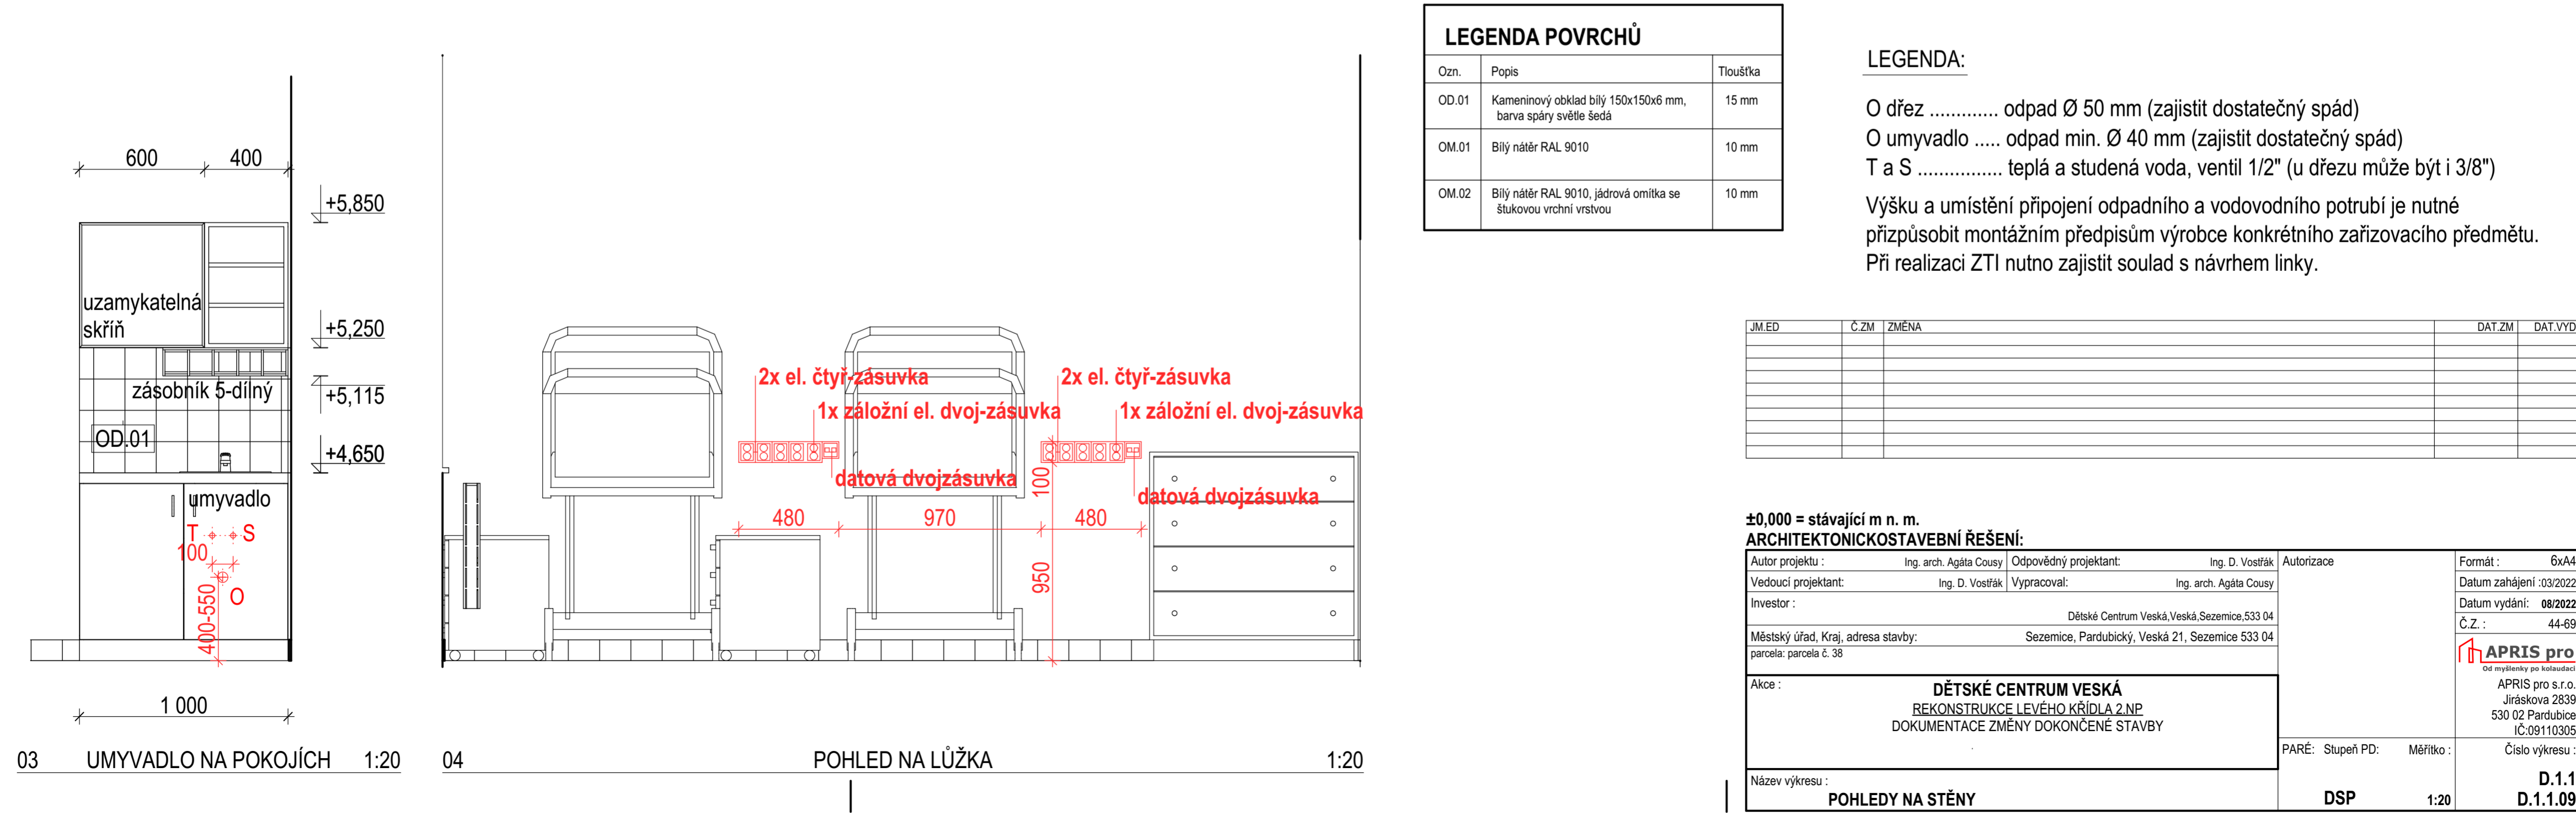 600
400
+5,850
uzamykatelná
skříň
+5,250
zásobník 5-dílný
+5,115
OD.01
+4,650
umyvadlo
T
S
100
O
400-550
1 000
03 UMYVADLO NA POKOJÍCH 1:20
2x el. čtyř-zásuvka
1x záložní el. dvoj-zásuvka
datová dvojzásuvka
2x el. čtyř-zásuvka
1x záložní el. dvoj-zásuvka
datová dvojzásuvka
100
480
970
480
950
04 POHLED NA LŮŽKA 1:20
LEGENDA POVRCHŮ
Ozn. Popis Tloušťka
OD.01 Kameninový obklad bílý 150x150x6 mm, 15 mm
barva spáry světle šedá
OM.01 Bílý nátěr RAL 9010 10 mm
OM.02 Bílý nátěr RAL 9010, jádrová omítka se 10 mm
štukovou vrchní vrstvou
LEGENDA:
O dřez ............. odpad Ø 50 mm (zajistit dostatečný spád)
O umyvadlo ..... odpad min. Ø 40 mm (zajistit dostatečný spád)
T a S ................ teplá a studená voda, ventil 1/2" (u dřezu může být i 3/8")
Výšku a umístění připojení odpadního a vodovodního potrubí je nutné
přizpůsobit montážním předpisům výrobce konkrétního zařizovacího předmětu.
Při realizaci ZTI nutno zajistit soulad s návrhem linky.
JM.ED Č.ZM ZMĚNA DAT.ZM DAT.VYD
±0,000 = stávající m n. m.
ARCHITEKTONICKOSTAVEBNÍ ŘEŠENÍ:
Autor projektu : Ing. arch. Agáta Cousy Odpovědný projektant: Ing. D. Vostřák Autorizace Formát : 6xA4
Vedoucí projektant: Ing. D. Vostřák Vypracoval: Ing. arch. Agáta Cousy Datum zahájení :03/2022
Investor : Datum vydání: 08/2022
Dětské Centrum Veská,Veská,Sezemice,533 04
Č.Z. : 44-69
Městský úřad, Kraj, adresa stavby: Sezemice, Pardubický, Veská 21, Sezemice 533 04
parcela: parcela č. 38
APRIS pro
Od myšlenky po kolaudaci
APRIS pro s.r.o.
Jiráskova 2839
530 02 Pardubice
IČ:09110305
Akce :
DĚTSKÉ CENTRUM VESKÁ
REKONSTRUKCE LEVÉHO KŘÍDLA 2.NP
DOKUMENTACE ZMĚNY DOKONČENÉ STAVBY
PARÉ: Stupeň PD: Měřítko : Číslo výkresu :
Název výkresu :
POHLEDY NA STĚNY
DSP 1:20
D.1.1
D.1.1.09